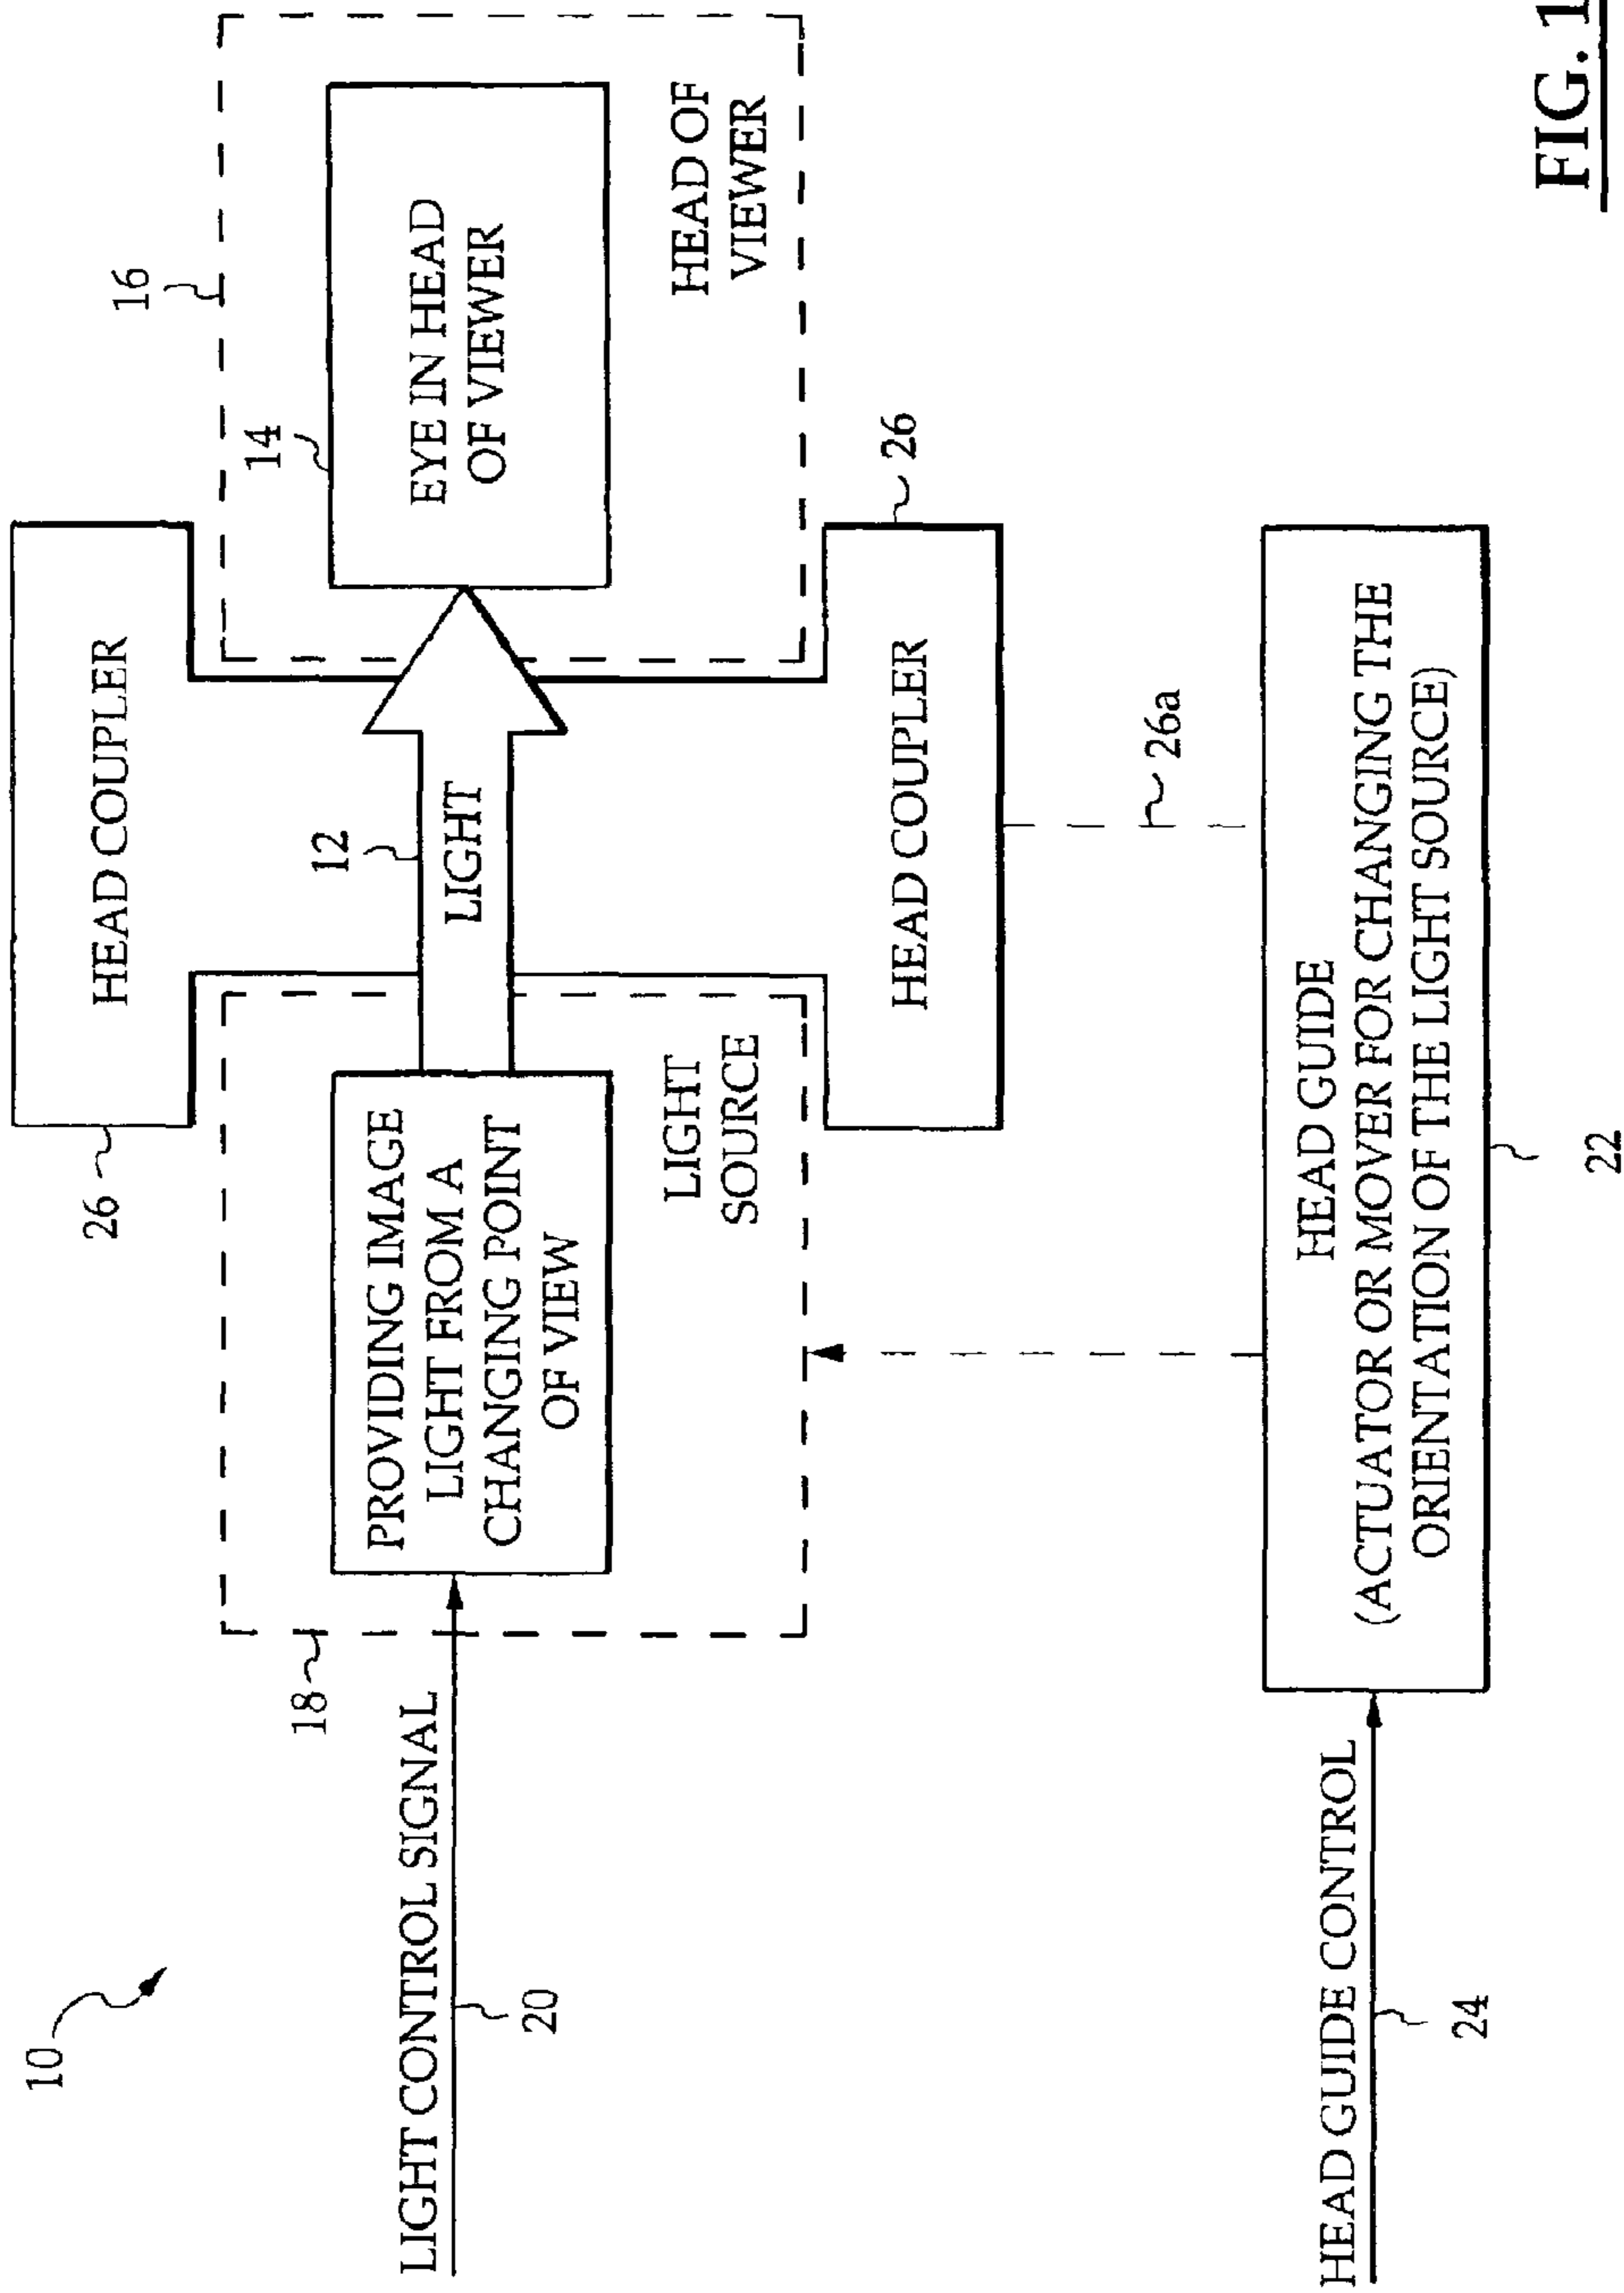 10
26
HEAD COUPLER
16
18
12
14
LIGHT CONTROL SIGNAL
20
PROVIDING IMAGE
LIGHT FROM A
CHANGING POINT
OF VIEW
LIGHT
EYE IN HEAD
OF VIEWER
LIGHT
SOURCE
HEAD OF
VIEWER
HEAD COUPLER
26
26a
HEAD GUIDE CONTROL
24
HEAD GUIDE
(ACTUATOR OR MOVER FOR CHANGING THE
ORIENTATION OF THE LIGHT SOURCE)
22
FIG. 1